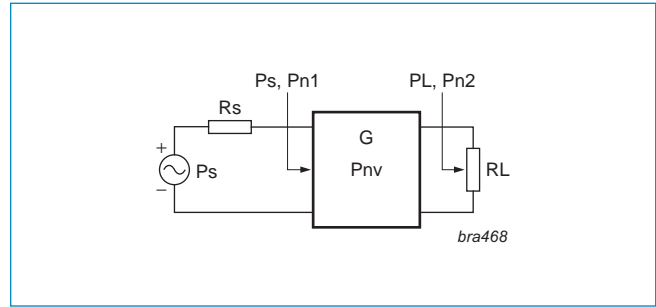 Ps, Pn1
PL, Pn2
Rs
G
+
Ps
Pnv
RL
–
bra468